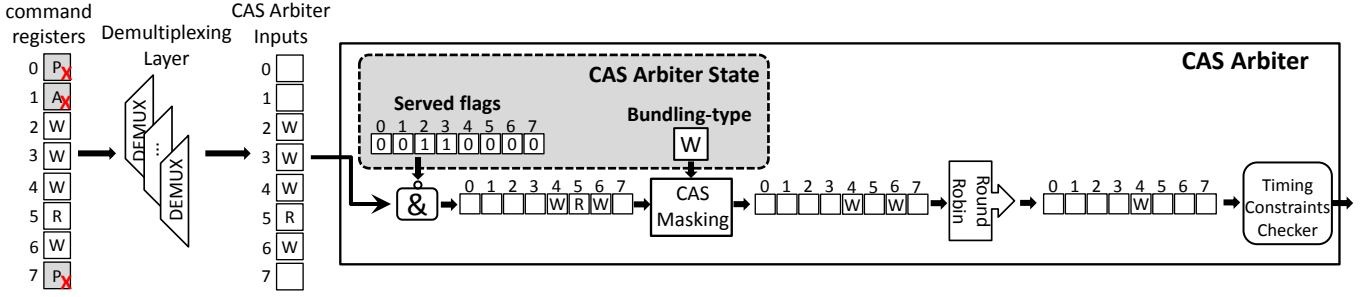 command
registers
0 P X
1 A X
2 W
3 W
4 W
5 R
6 W
7 P X
Demultiplexing
Layer
DEMUX
...
DEMUX
CAS Arbiter
Inputs
0
1
2 W
3 W
4 W
5 R
6 W
7
CAS Arbiter
CAS Arbiter State
Served flags
0 1 2 3 4 5 6 7
0 0 1 1 0 0 0 0
Bundling-type
W
&
0 1 2 3 4 5 6 7
W R W
CAS
Masking
0 1 2 3 4 5 6 7
W W
Round
Robin
0 1 2 3 4 5 6 7
W
Timing
Constraints
Checker